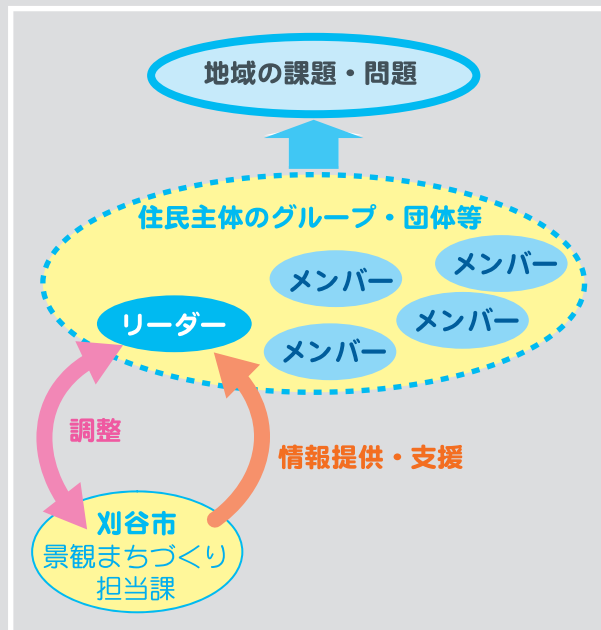 地域の課題・問題
住民主体のグループ・団体等
メンバー
メンバー
リーダー
メンバー
メンバー
調整
情報提供・支援
刈谷市
景観まちづくり
担当課